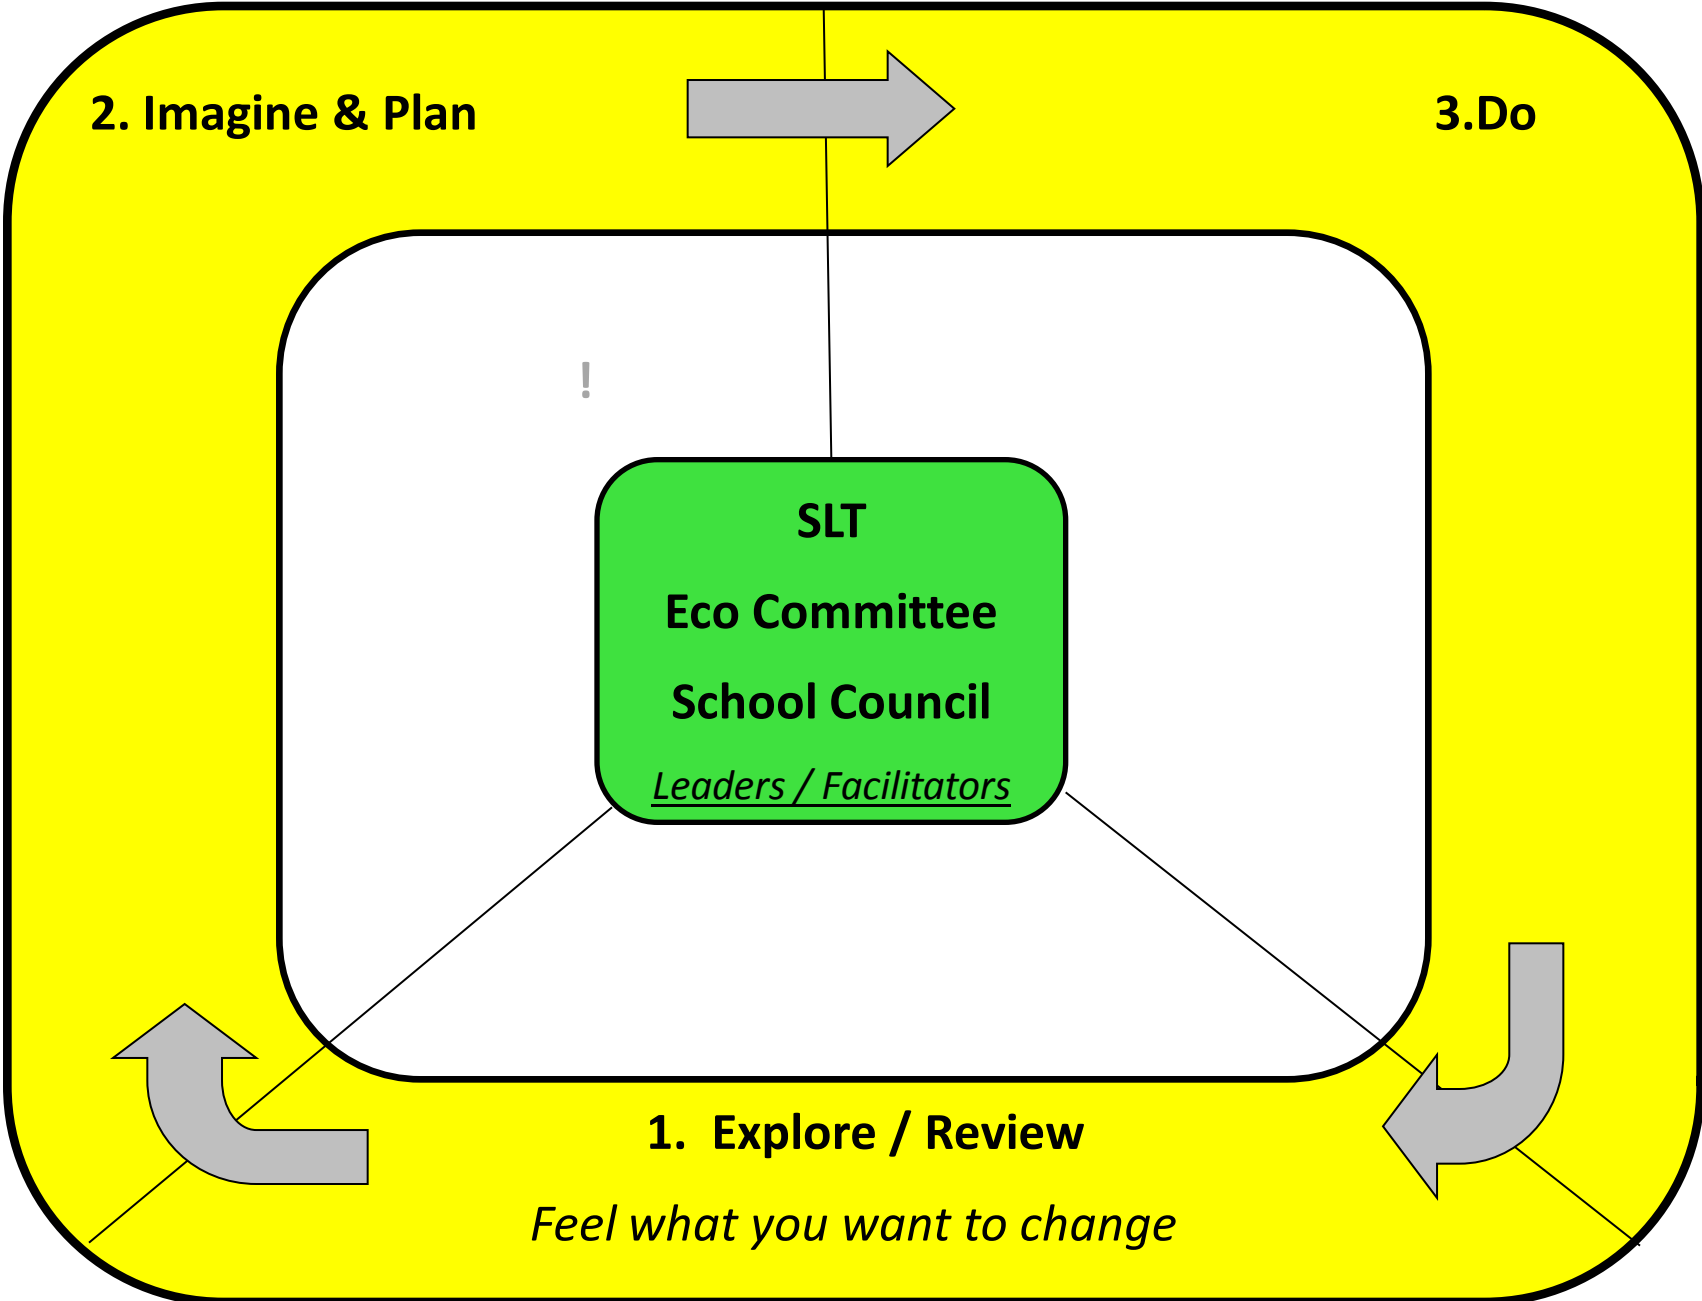 2. Imagine & Plan
3.Do
!
SLT
Eco Committee
School Council
Leaders / Facilitators
1. Explore / Review
Feel what you want to change